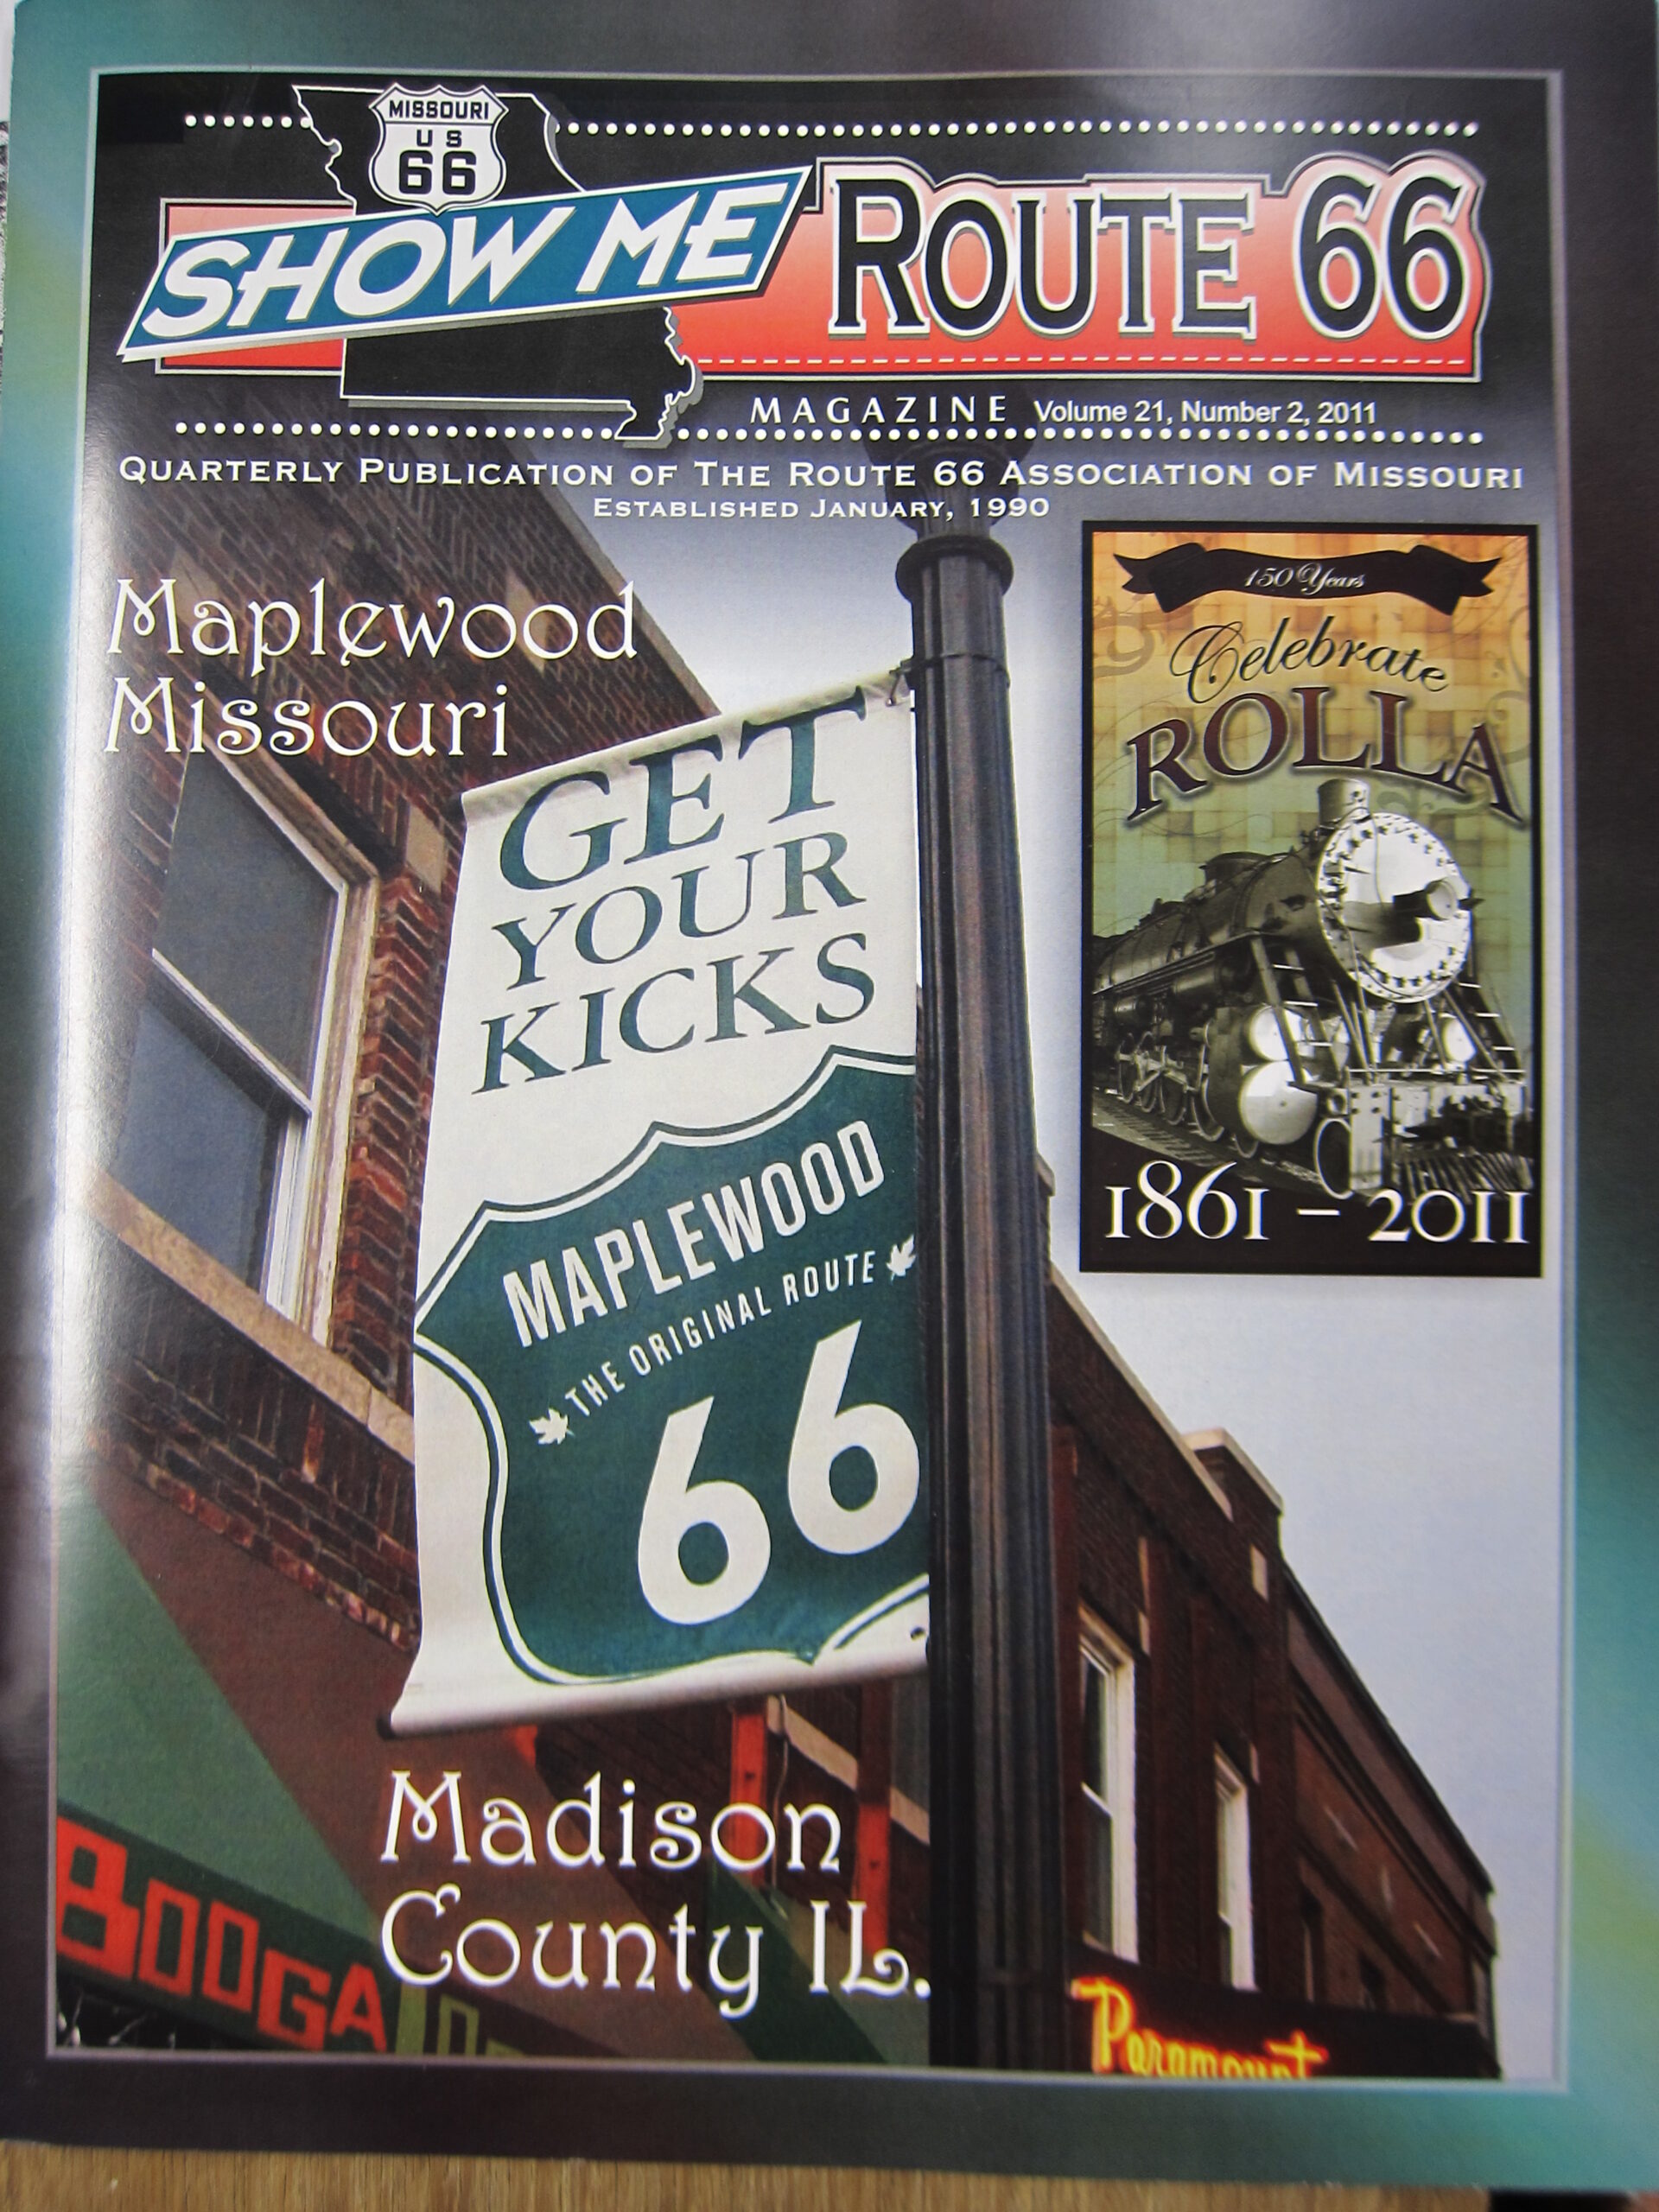 MISSOURI
US
66
SHOW ME ROUTE 66
MAGAZINE Volume 21, Number 2, 2011
QUARTERLY PUBLICATION OF THE ROUTE 66 ASSOCIATION OF MISSOURI
ESTABLISHED JANUARY, 1990
Maplewood
Missouri
150 Years
Celebrate
ROLLA
1861 – 2011
GET
YOUR
KICKS
MAPLEWOOD
THE ORIGINAL ROUTE
66
Madison
County IL.
BOOGALO
Paramount